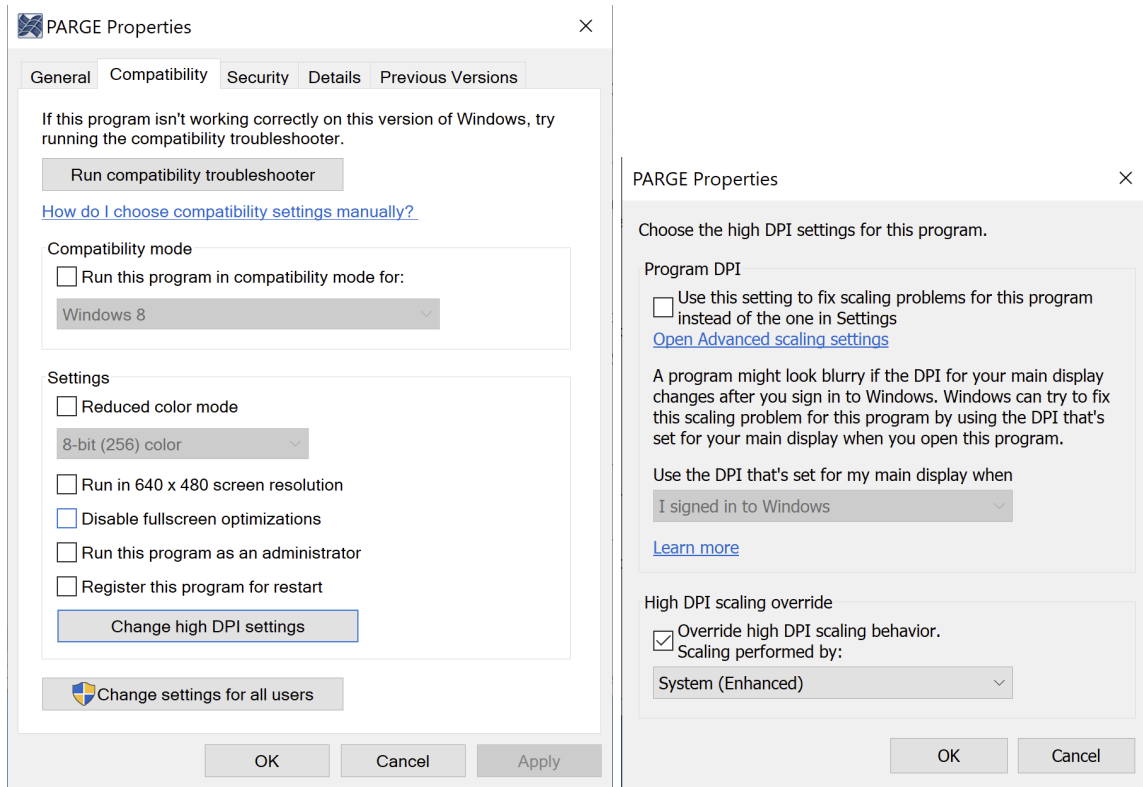 PARGE Properties
General
Compatibility
Security
Details
Previous Versions
If this program isn't working correctly on this version of Windows, try
running the compatibility troubleshooter.
Run compatibility troubleshooter
How do I choose compatibility settings manually?
Compatibility mode
Run this program in compatibility mode for:
Windows 8
Settings
Reduced color mode
8-bit (256) color
Run in 640 x 480 screen resolution
Disable fullscreen optimizations
Run this program as an administrator
Register this program for restart
Change high DPI settings
Change settings for all users
OK
Cancel
Apply
PARGE Properties
Choose the high DPI settings for this program.
Program DPI
Use this setting to fix scaling problems for this program
instead of the one in Settings
Open Advanced scaling settings
A program might look blurry if the DPI for your main display
changes after you sign in to Windows. Windows can try to fix
this scaling problem for this program by using the DPI that's
set for your main display when you open this program.
Use the DPI that's set for my main display when
I signed in to Windows
Learn more
High DPI scaling override
Override high DPI scaling behavior.
Scaling performed by:
System (Enhanced)
OK
Cancel